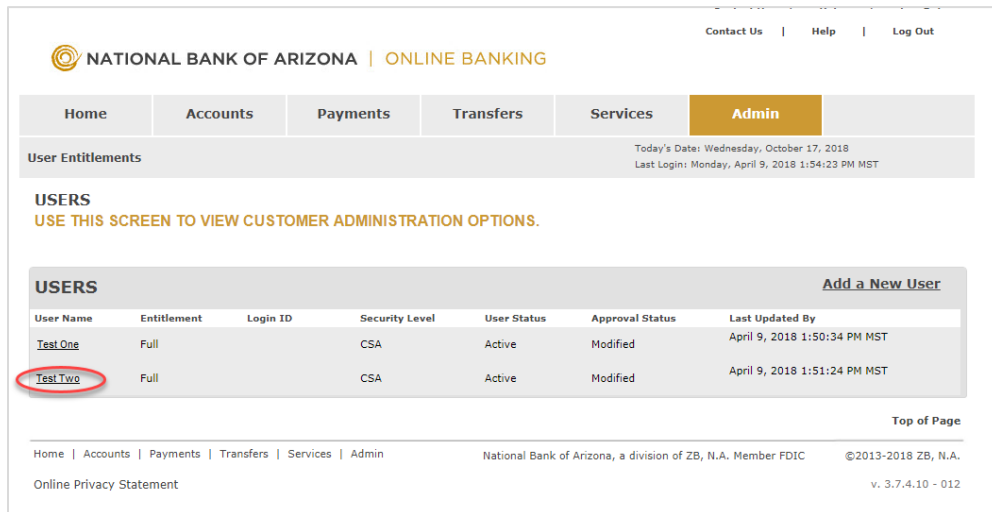 Contact Us | Help | Log Out
NATIONAL BANK OF ARIZONA | ONLINE BANKING
Home Accounts Payments Transfers Services Admin
User Entitlements
Today's Date: Wednesday, October 17, 2018
Last Login: Monday, April 9, 2018 1:54:23 PM MST
USERS
USE THIS SCREEN TO VIEW CUSTOMER ADMINISTRATION OPTIONS.
USERS Add a New User
User Name Entitlement Login ID Security Level User Status Approval Status Last Updated By
Test One Full CSA Active Modified April 9, 2018 1:50:34 PM MST
Test Two Full CSA Active Modified April 9, 2018 1:51:24 PM MST
Top of Page
Home | Accounts | Payments | Transfers | Services | Admin National Bank of Arizona, a division of ZB, N.A. Member FDIC ©2013-2018 ZB, N.A.
Online Privacy Statement v. 3.7.4.10 - 012